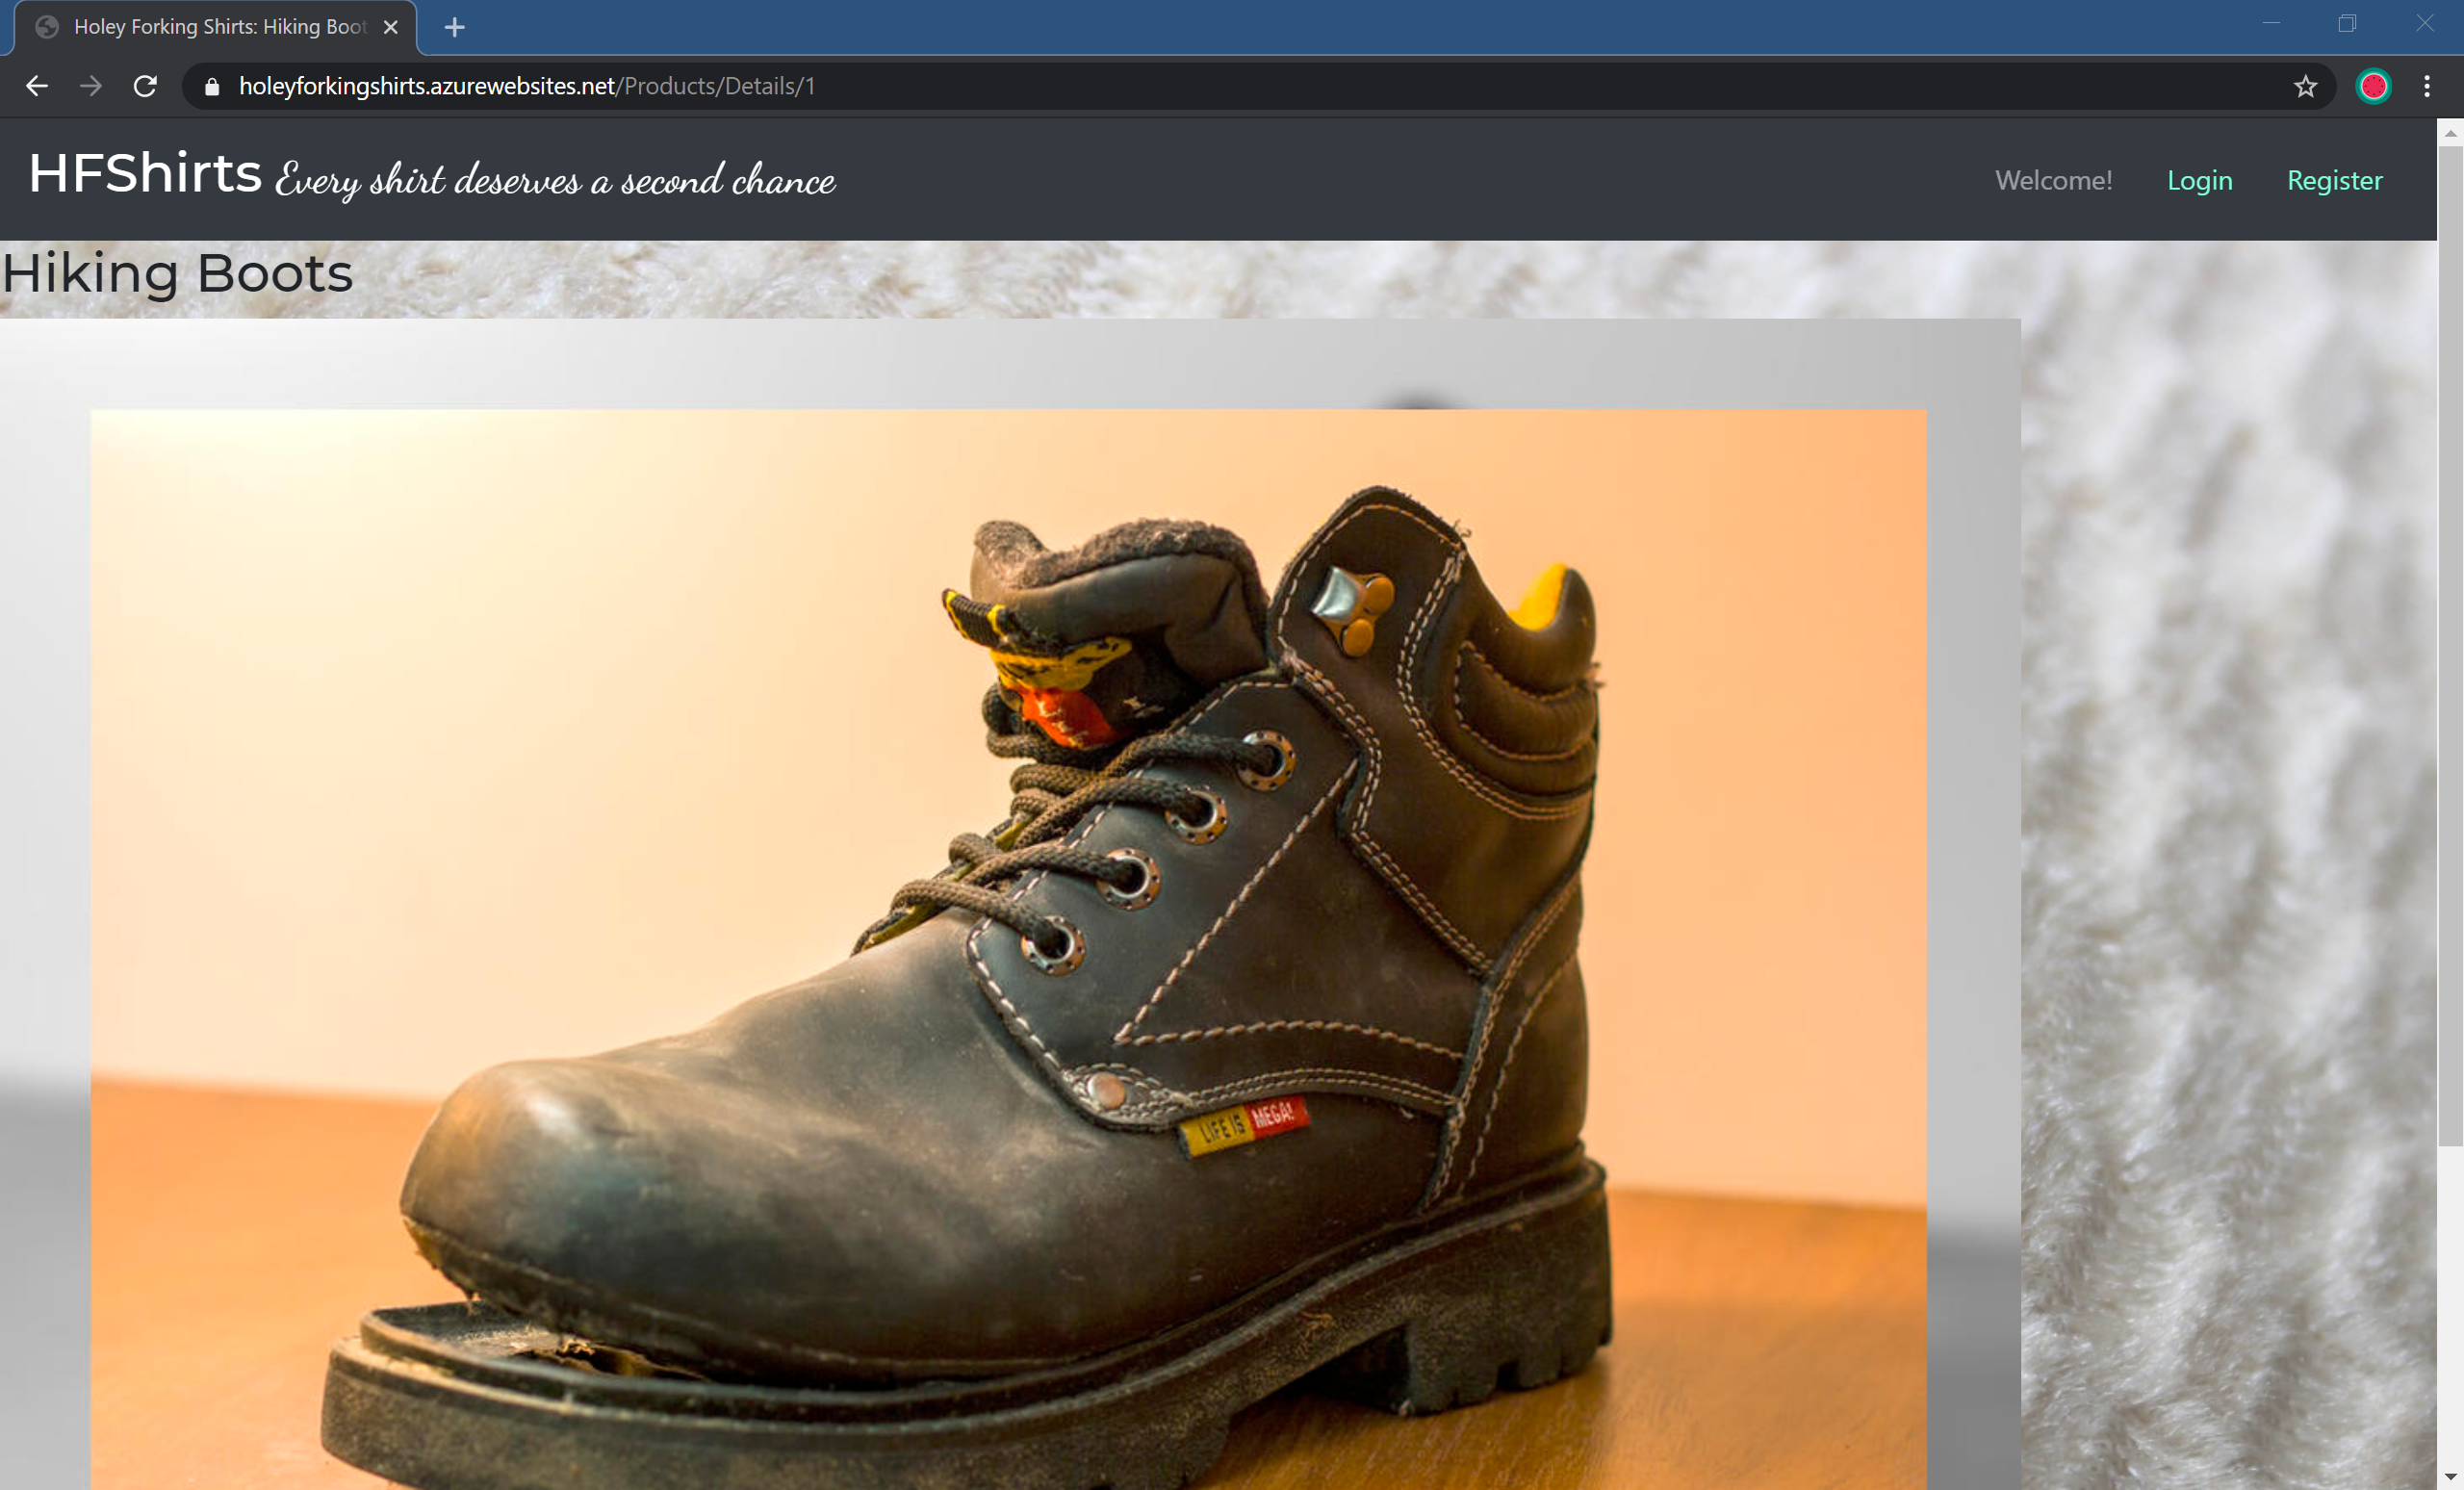 Holey Forking Shirts: Hiking Boot
holeyforkingshirts.azurewebsites.net/Products/Details/1
HFShirts Every shirt deserves a second chance
Welcome! Login Register
Hiking Boots
LIFE IS MEGA!